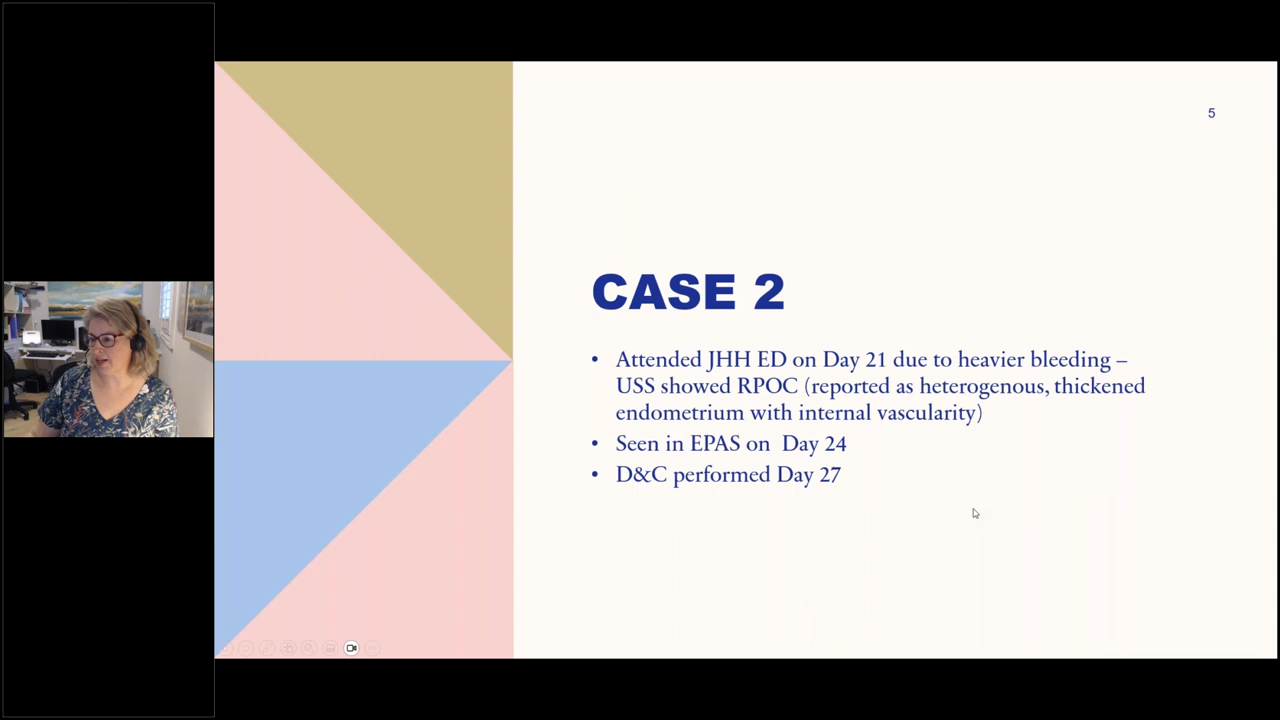 5
CASE 2
• Attended JHH ED on Day 21 due to heavier bleeding –
USS showed RPOC (reported as heterogenous, thickened
endometrium with internal vascularity)
• Seen in EPAS on  Day 24
• D&C performed Day 27